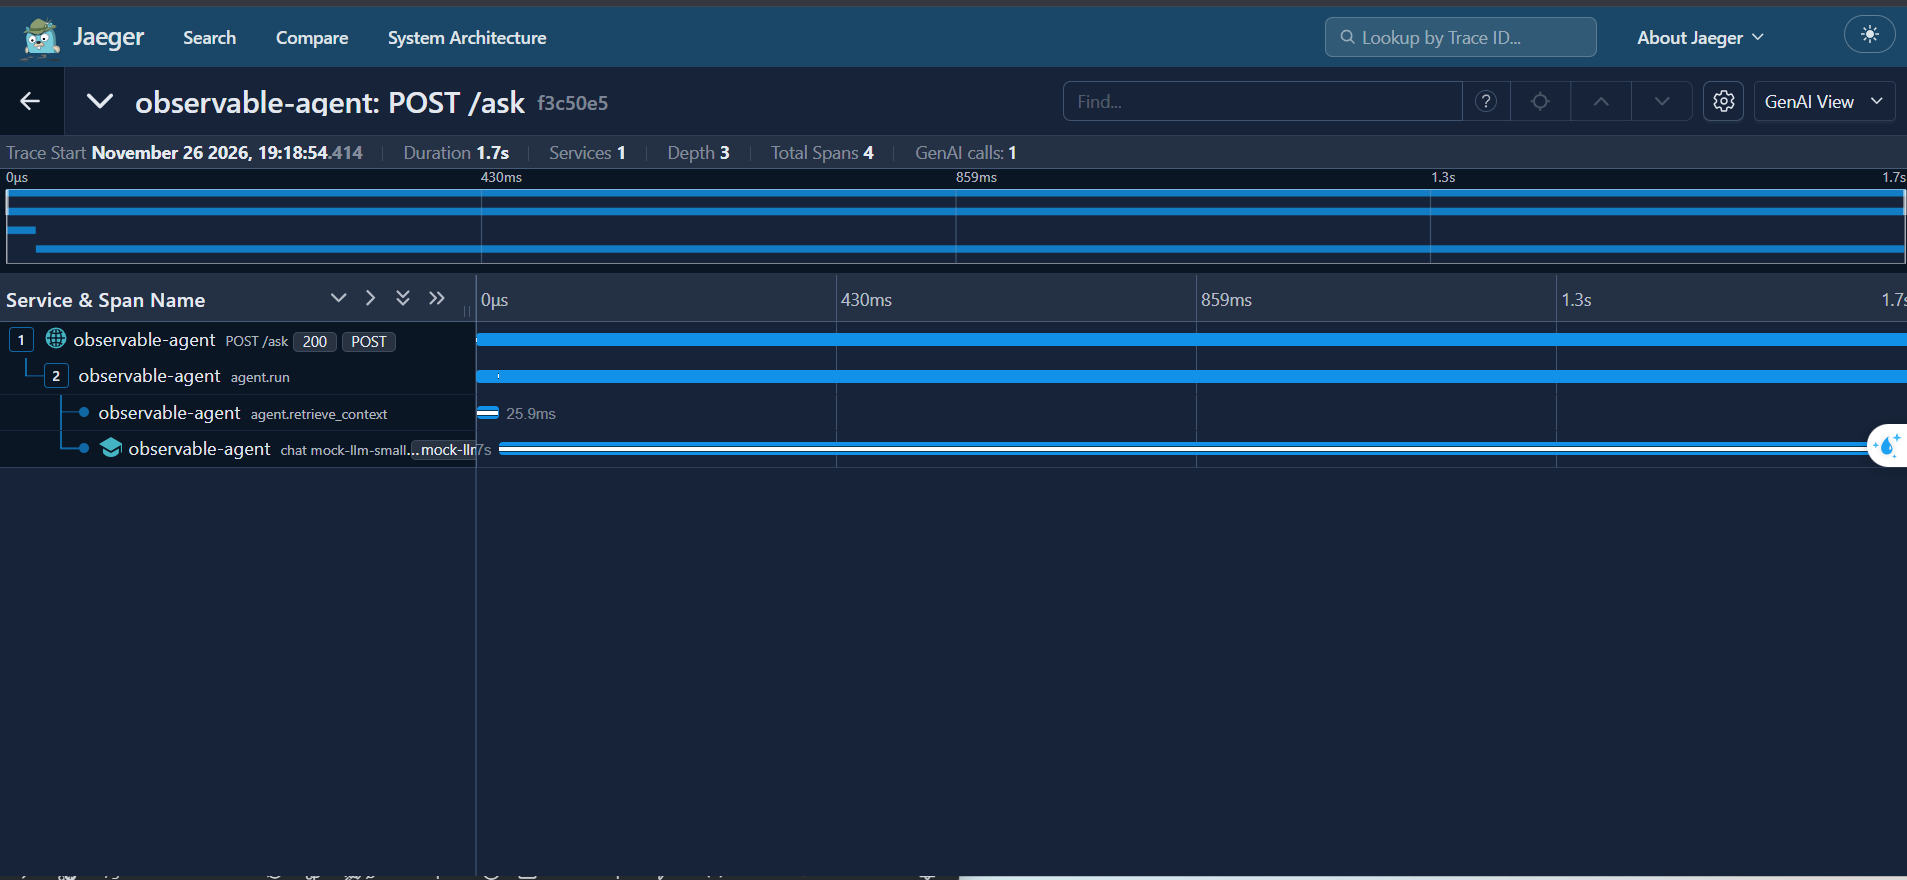 Jaeger Search Compare System Architecture Lookup by Trace ID... About Jaeger
observable-agent: POST /ask f3c50e5 Find... ? GenAI View
Trace Start November 26 2026, 19:18:54.414 Duration 1.7s Services 1 Depth 3 Total Spans 4 GenAI calls: 1
0μs 430ms 859ms 1.3s 1.7s
Service & Span Name 0μs 430ms 859ms 1.3s 1.7s
1 observable-agent POST /ask 200 POST
2 observable-agent agent.run
observable-agent agent.retrieve_context 25.9ms
observable-agent chat mock-llm-small... mock-llm 7s